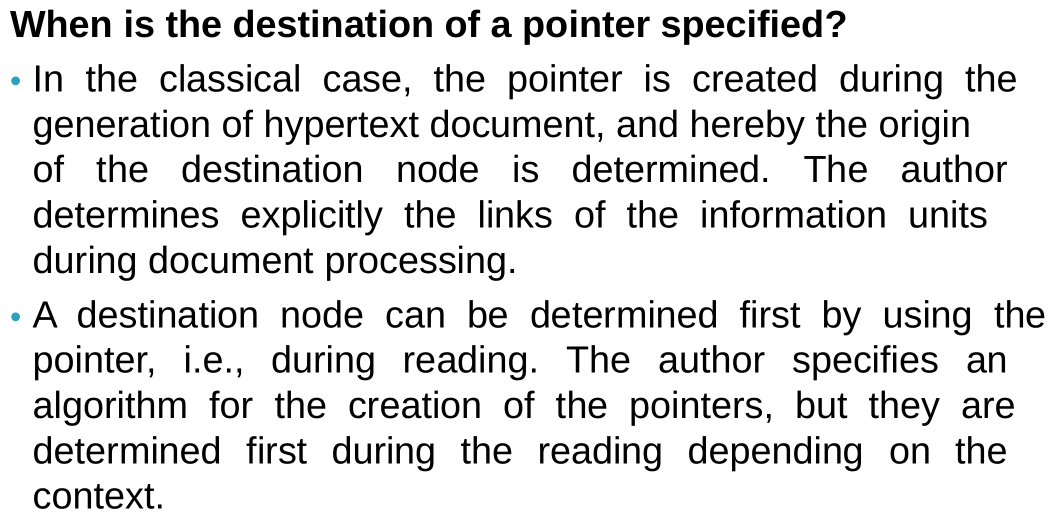 When is the destination of a pointer specified?
• In the classical case, the pointer is created during the
generation of hypertext document, and hereby the origin
of the destination node is determined. The author
determines explicitly the links of the information units
during document processing.
• A destination node can be determined first by using the
pointer, i.e., during reading. The author specifies an
algorithm for the creation of the pointers, but they are
determined first during the reading depending on the
context.